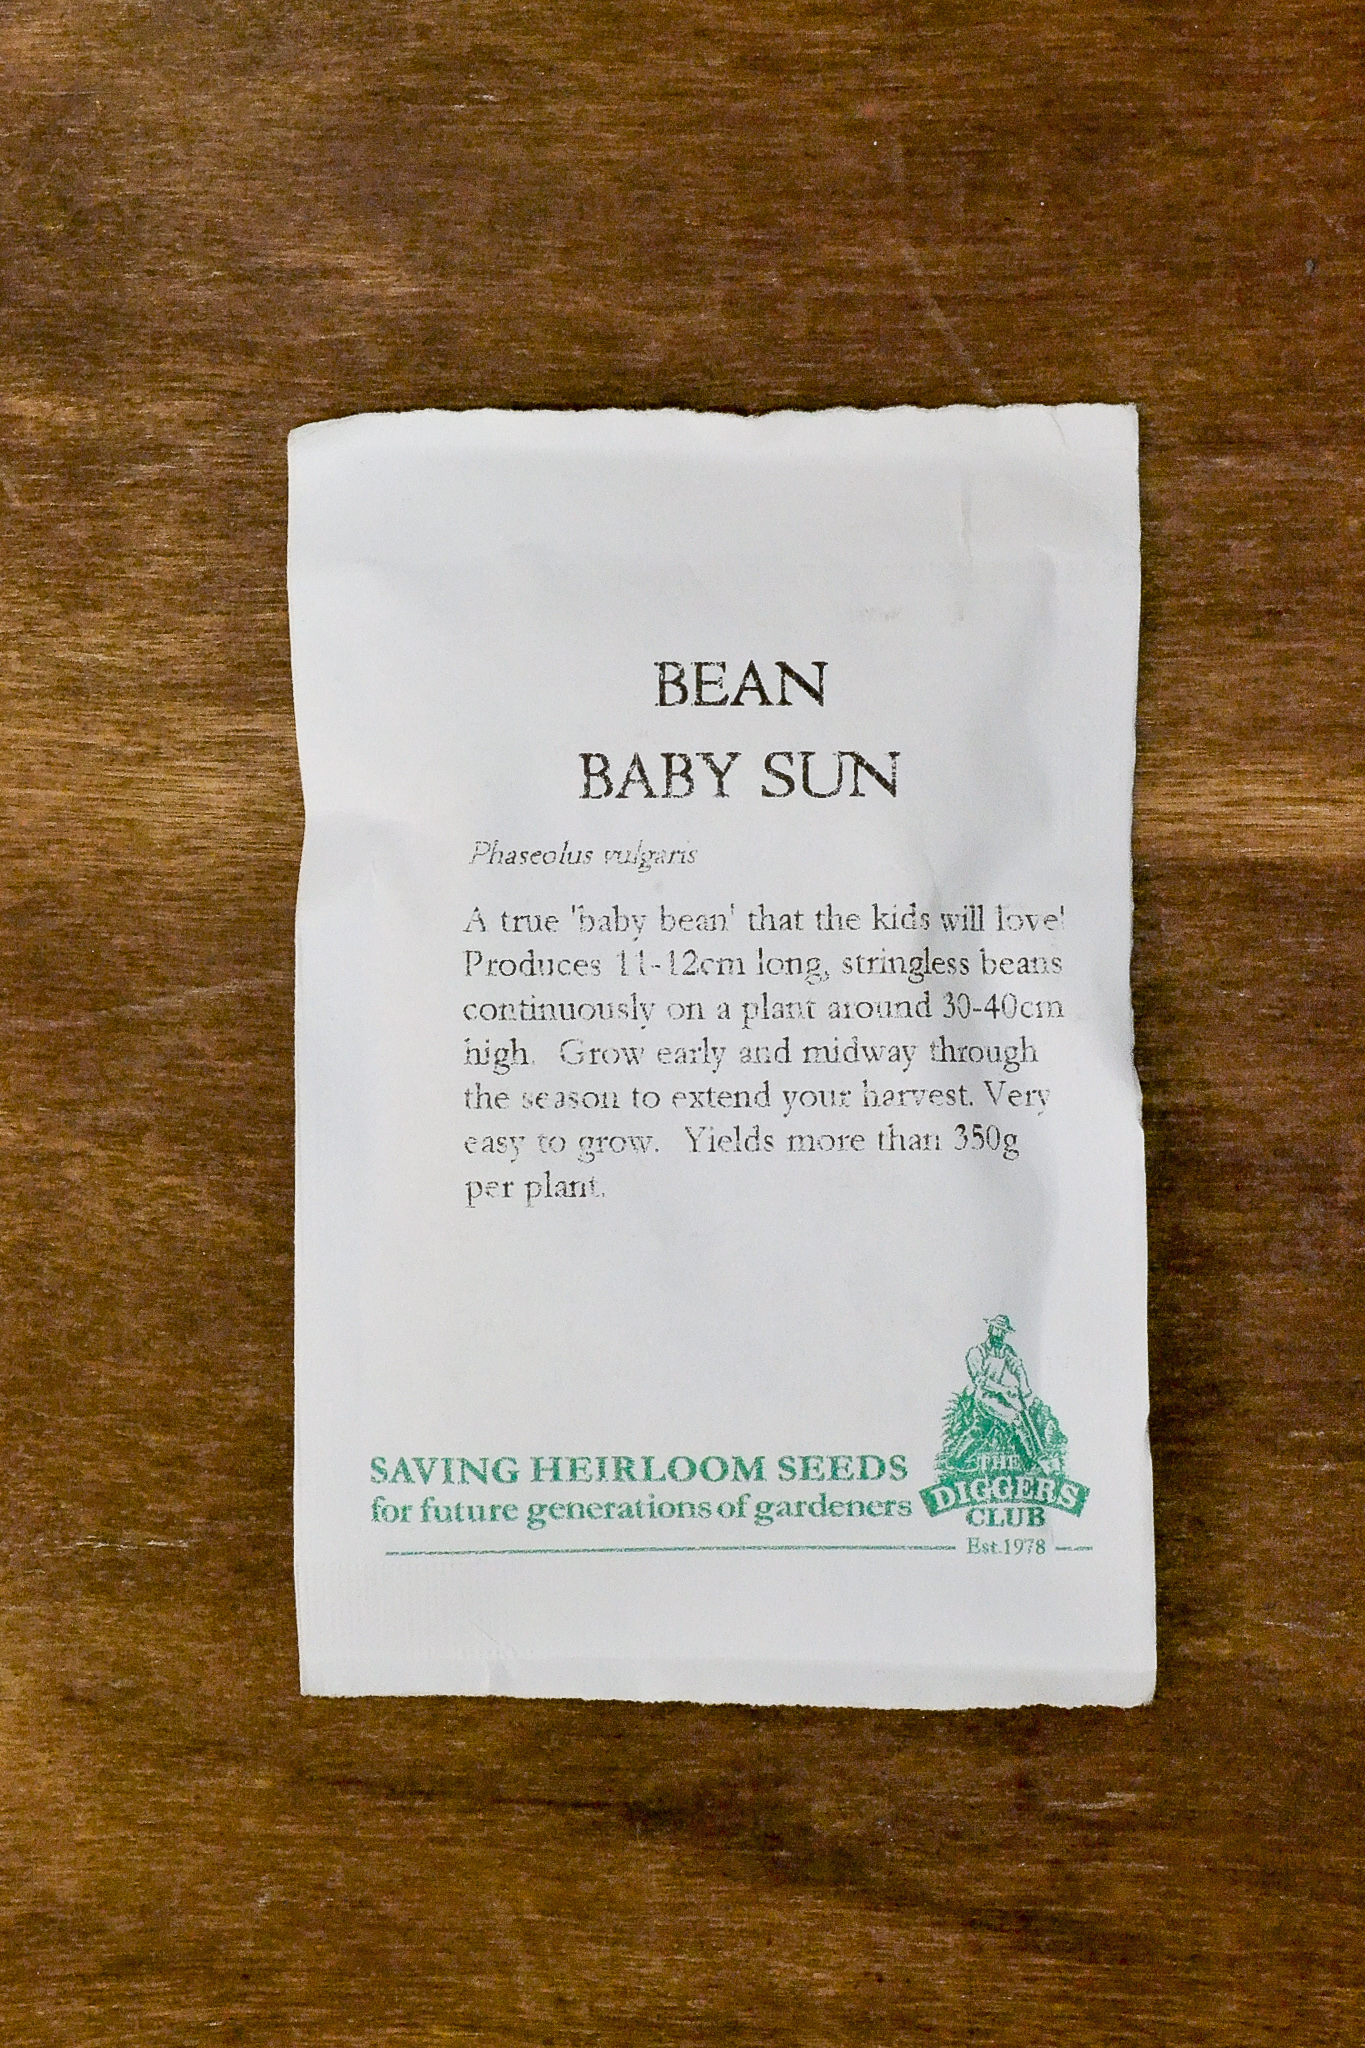 BEAN
BABY SUN
Phaseolus vulgaris
A true 'baby bean' that the kids will love!
Produces 11-12cm long, stringless beans
continuously on a plant around 30-40cm
high. Grow early and midway through
the season to extend your harvest. Very
easy to grow. Yields more than 350g
per plant.
SAVING HEIRLOOM SEEDS
for future generations of gardeners
THE
DIGGERS
CLUB
Est.1978